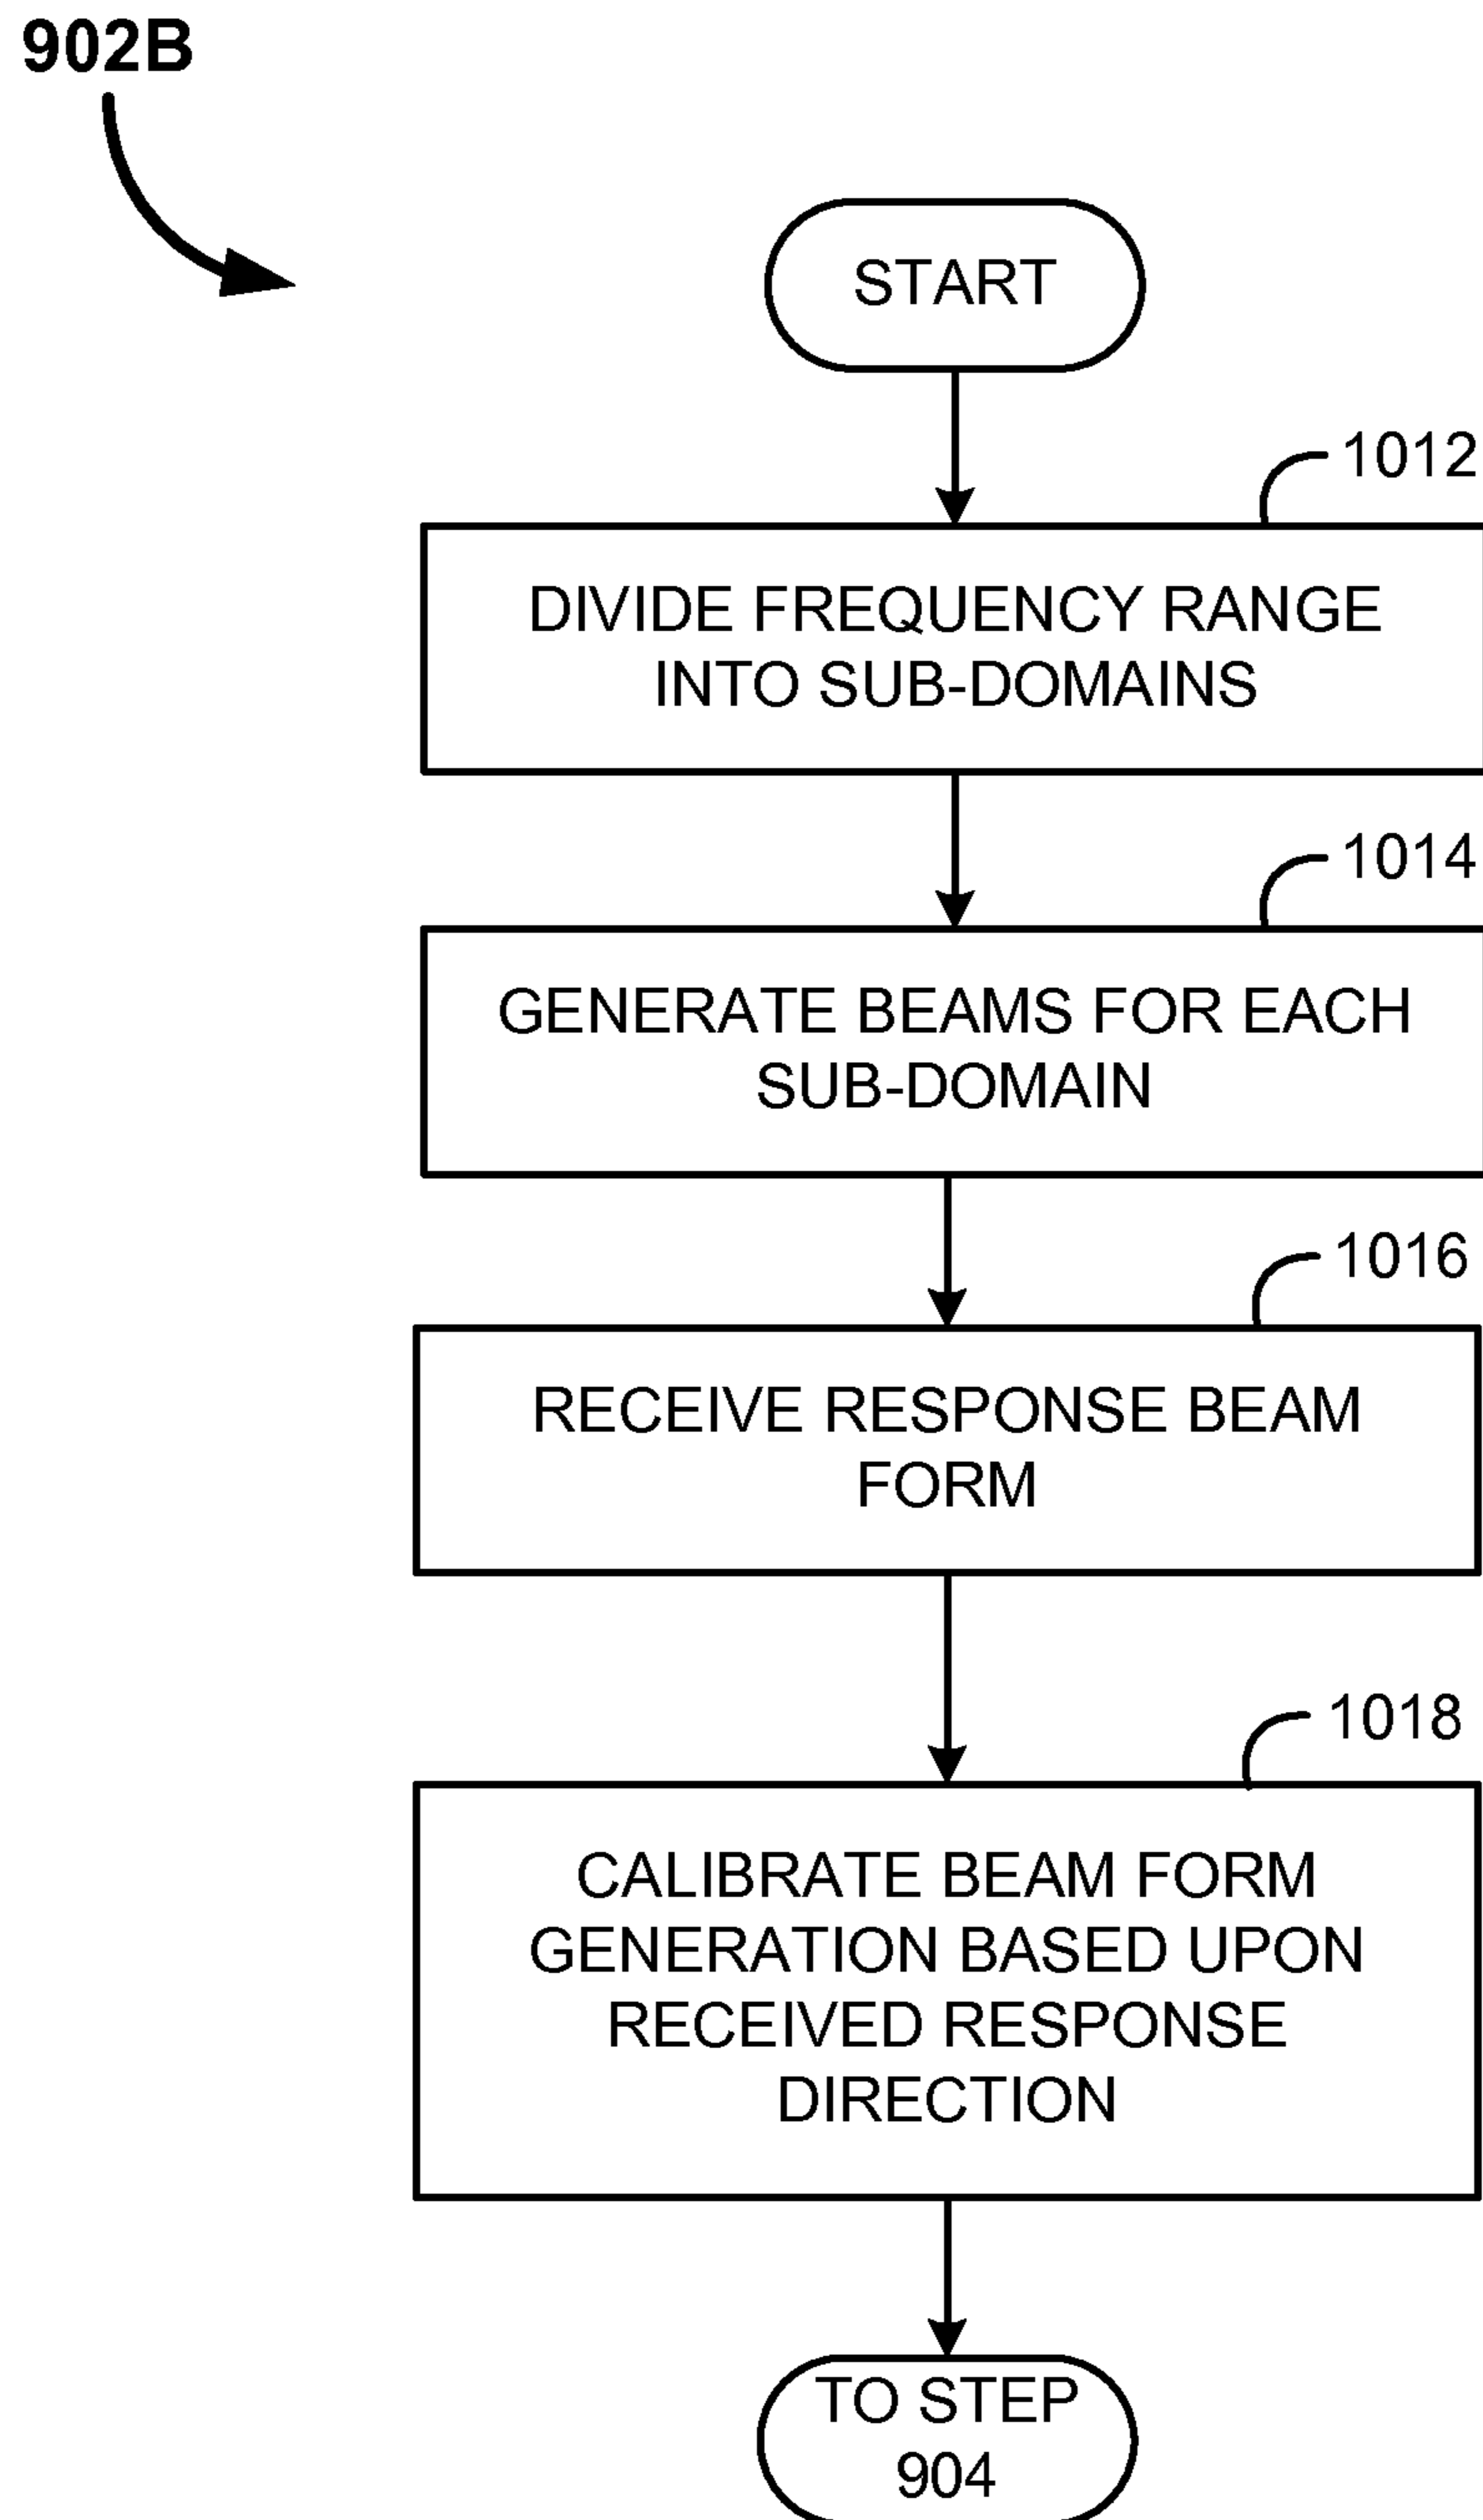 902B
START
1012
DIVIDE FREQUENCY RANGE
INTO SUB-DOMAINS
1014
GENERATE BEAMS FOR EACH
SUB-DOMAIN
1016
RECEIVE RESPONSE BEAM
FORM
1018
CALIBRATE BEAM FORM
GENERATION BASED UPON
RECEIVED RESPONSE
DIRECTION
TO STEP
904